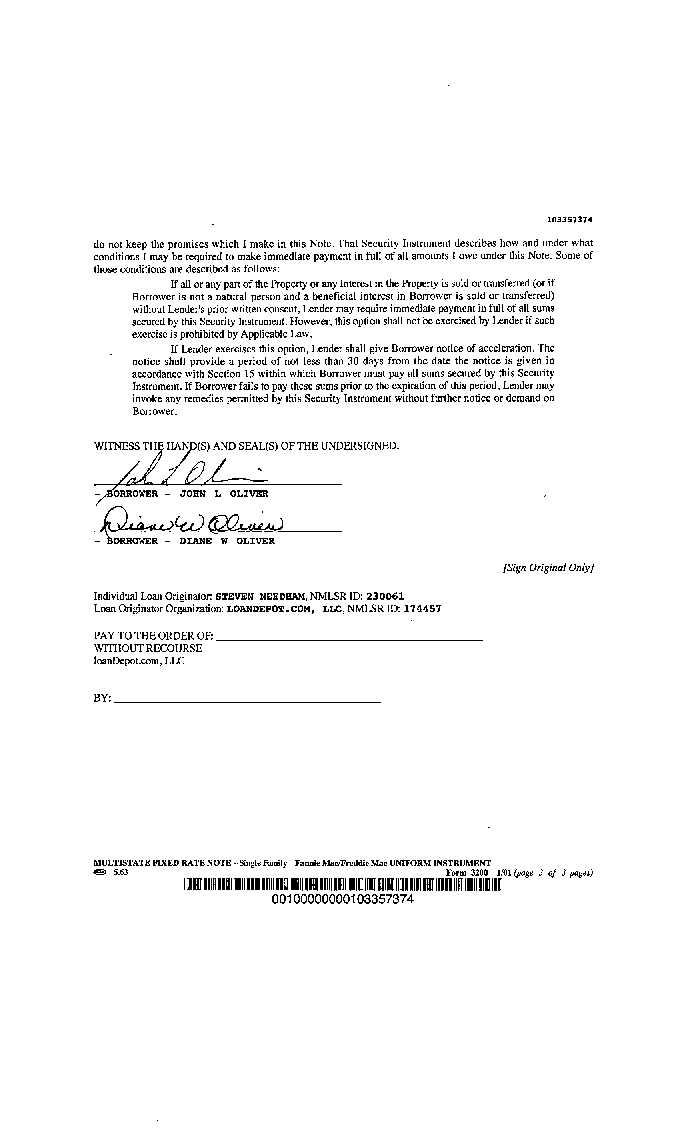 103357374
do not keep the promises which I make in this Note. That Security Instrument describes how and under what
conditions I may be required to make immediate payment in full of all amounts I owe under this Note. Some of
those conditions are described as follows:
If all or any part of the Property or any Interest in the Property is sold or transferred (or if
Borrower is not a natural person and a beneficial interest in Borrower is sold or transferred)
without Lender's prior written consent, Lender may require immediate payment in full of all sums
secured by this Security Instrument. However, this option shall not be exercised by Lender if such
exercise is prohibited by Applicable Law.
If Lender exercises this option, Lender shall give Borrower notice of acceleration. The
notice shall provide a period of not less than 30 days from the date the notice is given in
accordance with Section 15 within which Borrower must pay all sums secured by this Security
Instrument. If Borrower fails to pay these sums prior to the expiration of this period, Lender may
invoke any remedies permitted by this Security Instrument without further notice or demand on
Borrower.
WITNESS THE HAND(S) AND SEAL(S) OF THE UNDERSIGNED.
- BORROWER - JOHN L OLIVER
Diane W Oliver
- BORROWER - DIANE W OLIVER
[Sign Original Only]
Individual Loan Originator: STEVEN NEEDHAM, NMLSR ID: 230061
Loan Originator Organization: LOANDEPOT.COM, LLC, NMLSR ID: 174457
PAY TO THE ORDER OF:
WITHOUT RECOURSE
loanDepot.com, LLC
BY:
MULTISTATE FIXED RATE NOTE - Single Family - Fannie Mae/Freddie Mac UNIFORM INSTRUMENT
5.63 Form 3200 1/01 (page 3 of 3 pages)
00100000000103357374